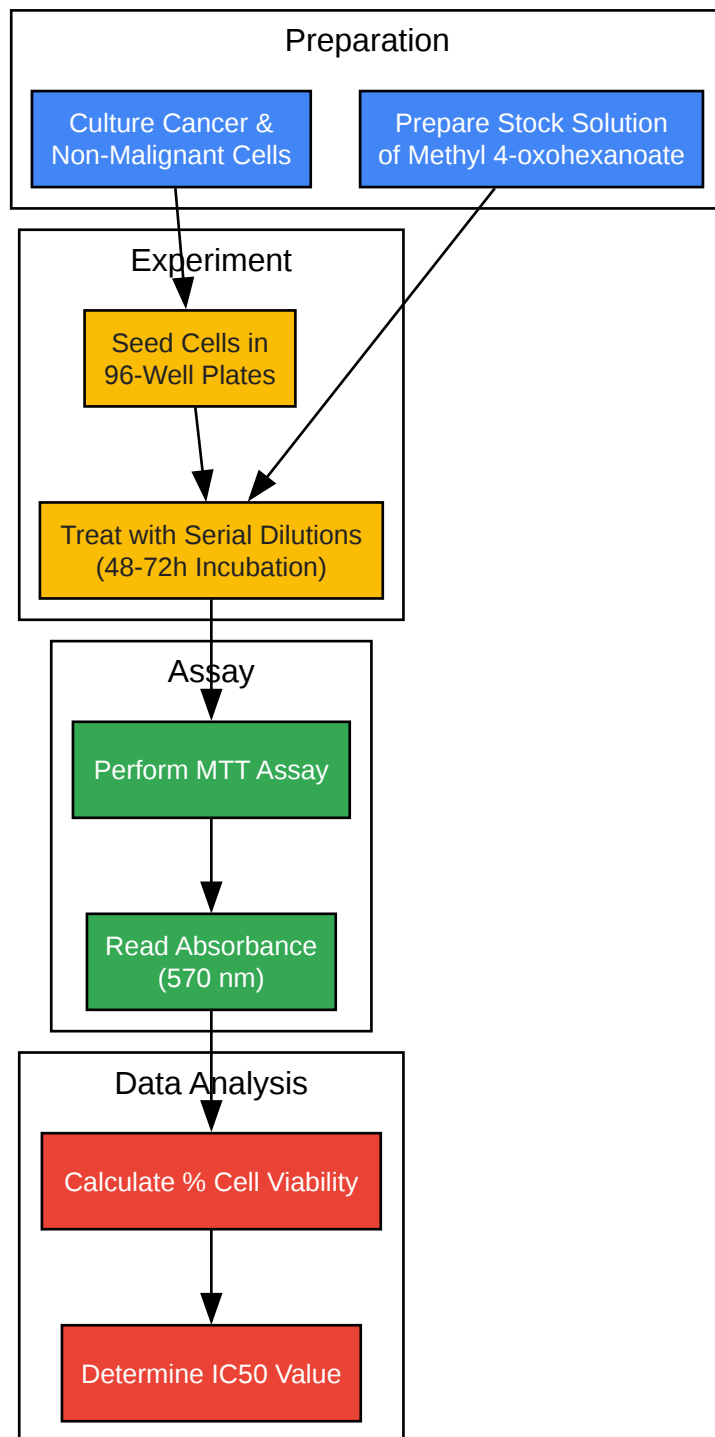 Preparation
Culture Cancer &
Non-Malignant Cells
Prepare Stock Solution
of Methyl 4-oxohexanoate
Experiment
Seed Cells in
96-Well Plates
Treat with Serial Dilutions
(48-72h Incubation)
Assay
Perform MTT Assay
Read Absorbance
(570 nm)
Data Analysis
Calculate % Cell Viability
Determine IC50 Value